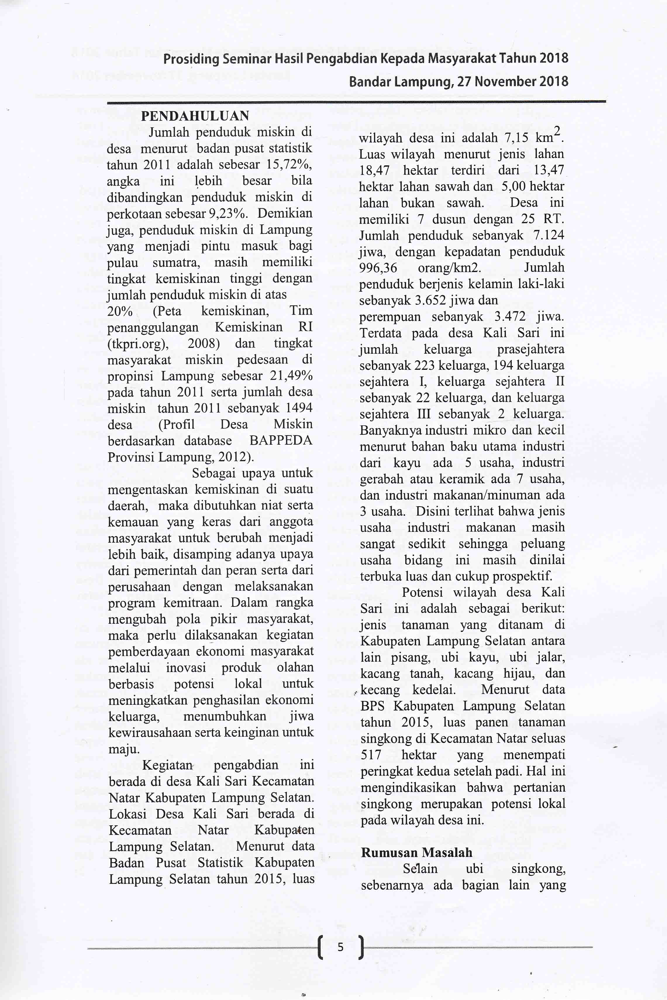 Prosiding Seminar Hasil Pengabdian Kepada Masyarakat Tahun 2018
Bandar Lampung, 27 November 2018
PENDAHULUAN
Jumlah penduduk miskin di
desa menurut badan pusat statistik
tahun 2011 adalah sebesar 15,72%,
angka ini lebih besar bila
dibandingkan penduduk miskin di
perkotaan sebesar 9,23%. Demikian
juga, penduduk miskin di Lampung
yang menjadi pintu masuk bagi
pulau sumatra, masih memiliki
tingkat kemiskinan tinggi dengan
jumlah penduduk miskin di atas
20% (Peta kemiskinan, Tim
penanggulangan Kemiskinan RI
(tkpri.org), 2008) dan tingkat
masyarakat miskin pedesaan di
propinsi Lampung sebesar 21,49%
pada tahun 2011 serta jumlah desa
miskin tahun 2011 sebanyak 1494
desa (Profil Desa Miskin
berdasarkan database BAPPEDA
Provinsi Lampung, 2012).
Sebagai upaya untuk
mengentaskan kemiskinan di suatu
daerah, maka dibutuhkan niat serta
kemauan yang keras dari anggota
masyarakat untuk berubah menjadi
lebih baik, disamping adanya upaya
dari pemerintah dan peran serta dari
perusahaan dengan melaksanakan
program kemitraan. Dalam rangka
mengubah pola pikir masyarakat,
maka perlu dilaksanakan kegiatan
pemberdayaan ekonomi masyarakat
melalui inovasi produk olahan
berbasis potensi lokal untuk
meningkatkan penghasilan ekonomi
keluarga, menumbuhkan jiwa
kewirausahaan serta keinginan untuk
maju.
Kegiatan pengabdian ini
berada di desa Kali Sari Kecamatan
Natar Kabupaten Lampung Selatan.
Lokasi Desa Kali Sari berada di
Kecamatan Natar Kabupaten
Lampung Selatan. Menurut data
Badan Pusat Statistik Kabupaten
Lampung Selatan tahun 2015, luas
wilayah desa ini adalah 7,15 km².
Luas wilayah menurut jenis lahan
18,47 hektar terdiri dari 13,47
hektar lahan sawah dan 5,00 hektar
lahan bukan sawah. Desa ini
memiliki 7 dusun dengan 25 RT.
Jumlah penduduk sebanyak 7.124
jiwa, dengan kepadatan penduduk
996,36 orang/km2. Jumlah
penduduk berjenis kelamin laki-laki
sebanyak 3.652 jiwa dan
perempuan sebanyak 3.472 jiwa.
Terdata pada desa Kali Sari ini
jumlah keluarga prasejahtera
sebanyak 223 keluarga, 194 keluarga
sejahtera I, keluarga sejahtera II
sebanyak 22 keluarga, dan keluarga
sejahtera III sebanyak 2 keluarga.
Banyaknya industri mikro dan kecil
menurut bahan baku utama industri
dari kayu ada 5 usaha, industri
gerabah atau keramik ada 7 usaha,
dan industri makanan/minuman ada
3 usaha. Disini terlihat bahwa jenis
usaha industri makanan masih
sangat sedikit sehingga peluang
usaha bidang ini masih dinilai
terbuka luas dan cukup prospektif.
Potensi wilayah desa Kali
Sari ini adalah sebagai berikut:
jenis tanaman yang ditanam di
Kabupaten Lampung Selatan antara
lain pisang, ubi kayu, ubi jalar,
kacang tanah, kacang hijau, dan
kecang kedelai. Menurut data
BPS Kabupaten Lampung Selatan
tahun 2015, luas panen tanaman
singkong di Kecamatan Natar seluas
517 hektar yang menempati
peringkat kedua setelah padi. Hal ini
mengindikasikan bahwa pertanian
singkong merupakan potensi lokal
pada wilayah desa ini.
Rumusan Masalah
Selain ubi singkong,
sebenarnya ada bagian lain yang
5